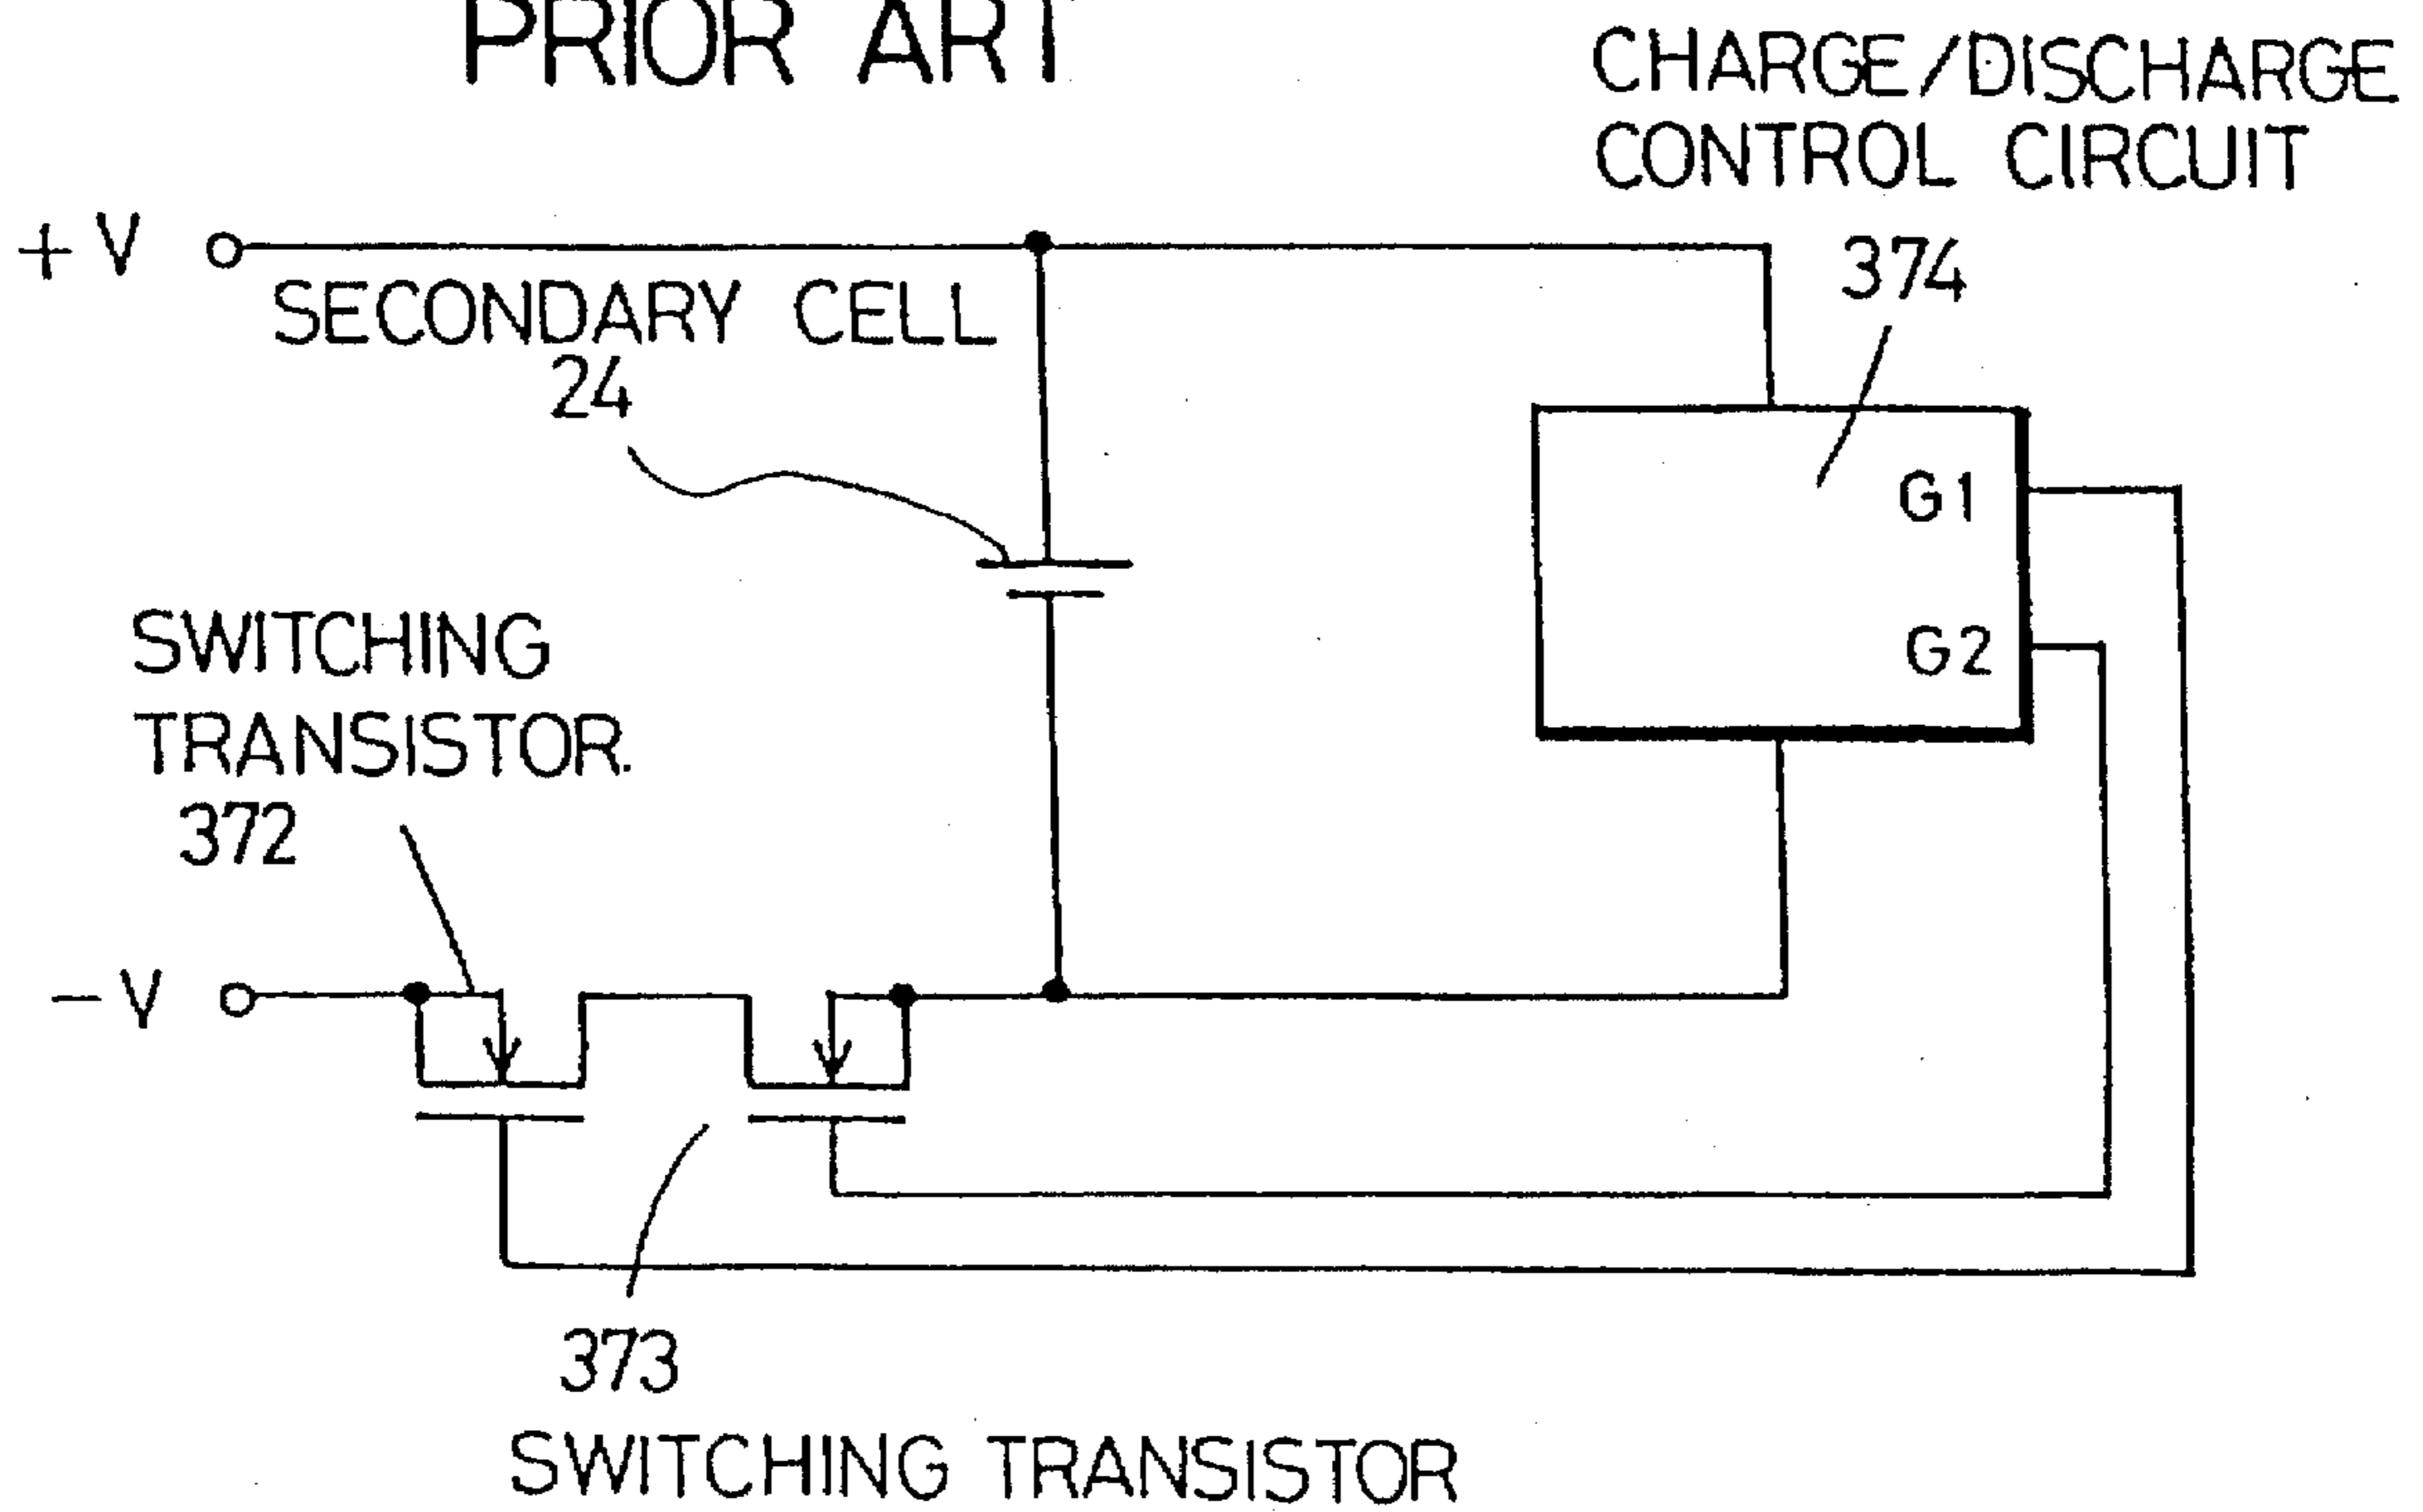 PRIOR ART
CHARGE/DISCHARGE
CONTROL CIRCUIT
374
+V
SECONDARY CELL
24
G1
G2
SWITCHING
TRANSISTOR.
372
−V
373
SWITCHING TRANSISTOR